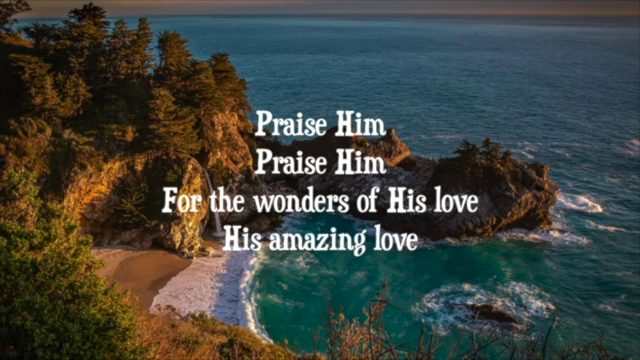 Praise Him
Praise Him
For the wonders of His love
His amazing love